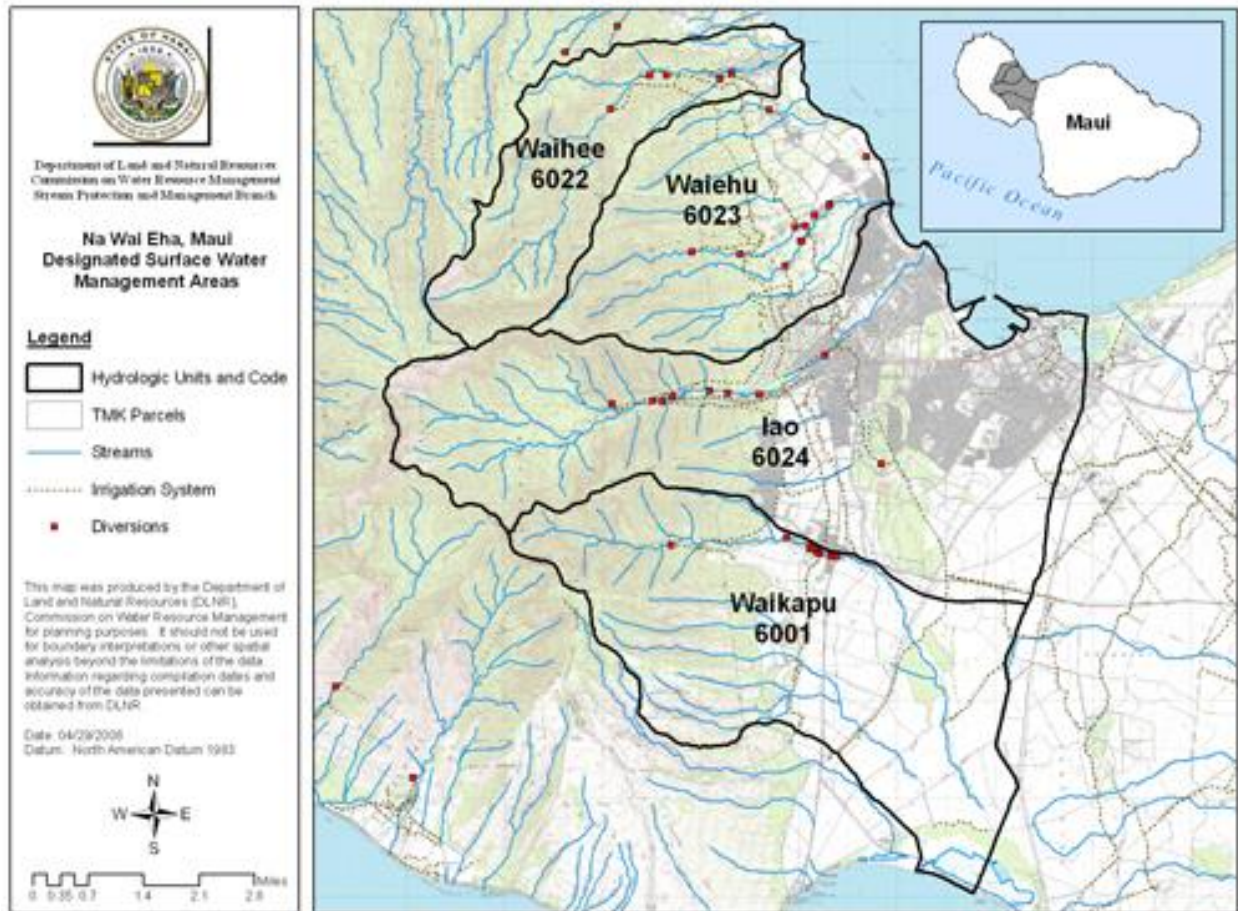 STATE OF HAWAII
1959
Department of Land and Natural Resources
Commission on Water Resource Management
Stream Protection and Management Branch
Na Wai Eha, Maui
Designated Surface Water
Management Areas
Legend
Hydrologic Units and Code
TMK Parcels
Streams
Irrigation System
Diversions
This map was produced by the Department of
Land and Natural Resources (DLNR),
Commission on Water Resource Management
for planning purposes. It should not be used
for boundary interpretations or other spatial
analysis beyond the limitations of the data.
Information regarding compilation dates and
accuracy of the data presented can be
obtained from DLNR.
Date: 04/29/2008
Datum: North American Datum 1983
N
W E
S
Miles
0 0.35 0.7 1.4 2.1 2.8
Waihee
6022
Waiehu
6023
Iao
6024
Waikapu
6001
Maui
Pacific Ocean